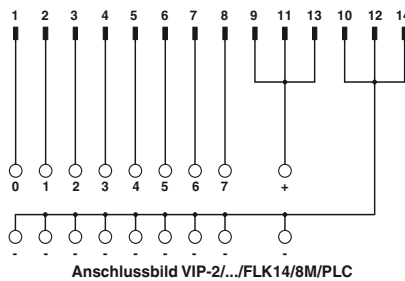 1 2 3 4 5 6 7 8 9 11 13 10 12 14
0 1 2 3 4 5 6 7 +
- - - - - - - - -
Anschlussbild VIP-2/.../FLK14/8M/PLC